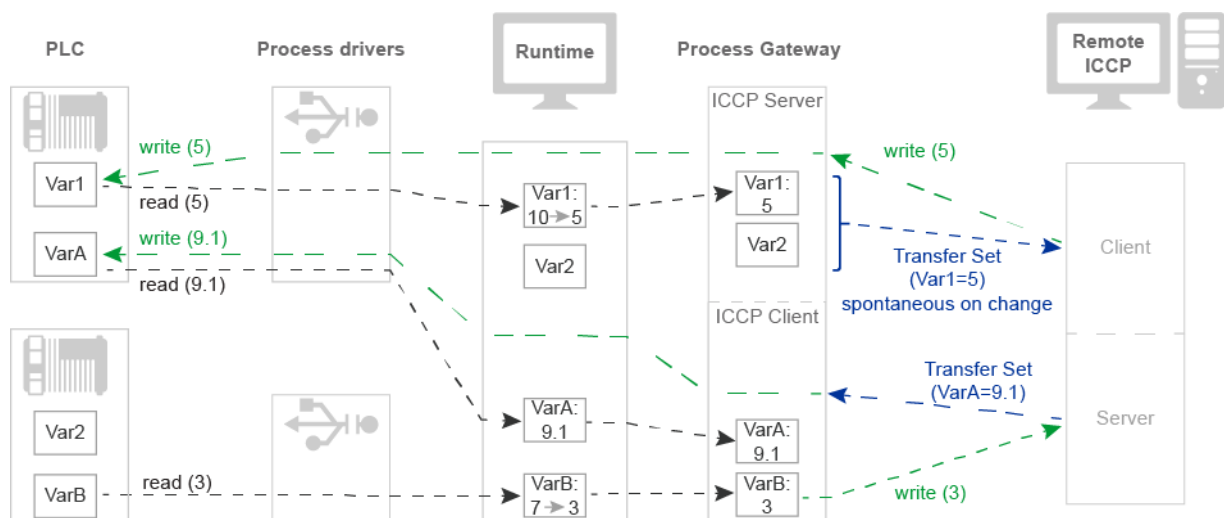 PLC
Process drivers
Runtime
Process Gateway
Remote
ICCP
ICCP Server
write (5)
write (5)
Var1
read (5)
Var1:
10→5
Var1:
5
write (9.1)
VarA
read (9.1)
Var2
Var2
Client
Transfer Set
(Var1=5)
spontaneous on change
ICCP Client
Transfer Set
(VarA=9.1)
Var2
VarA:
9.1
VarA:
9.1
Server
VarB
read (3)
VarB:
7→3
VarB:
3
write (3)